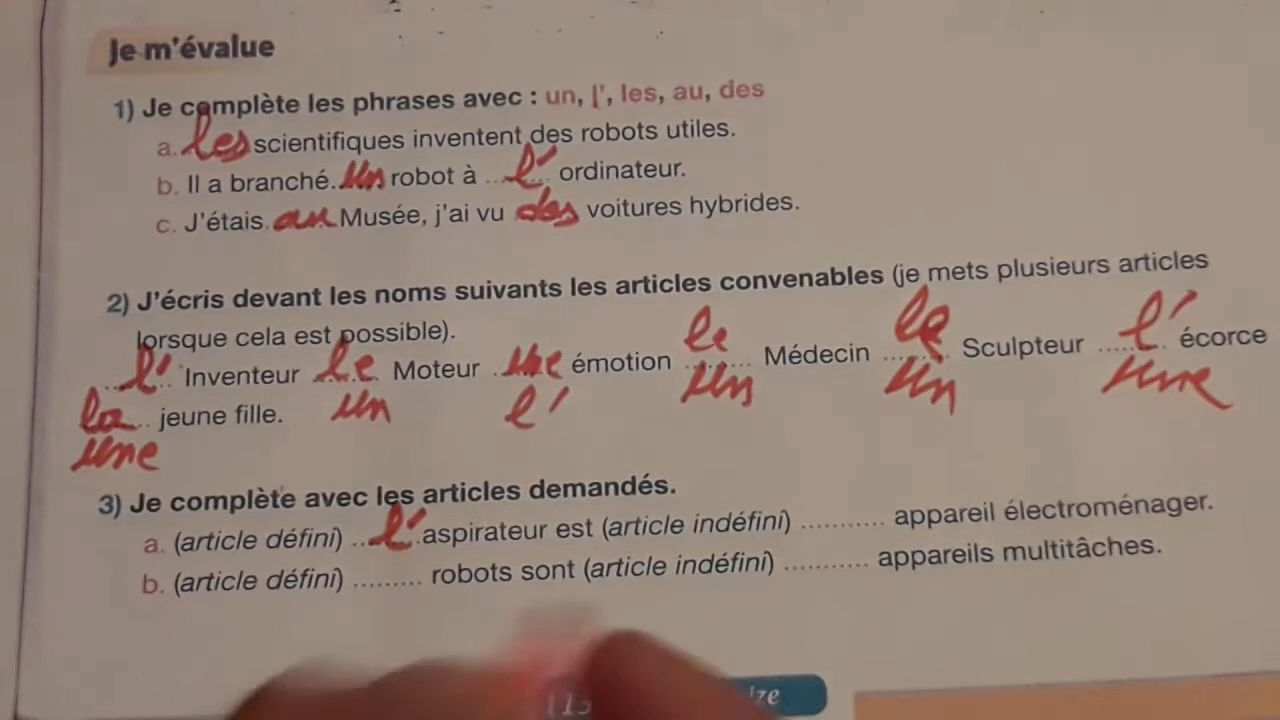 Je m'évalue
1) Je complète les phrases avec : un, l', les, au, des
a. les scientifiques inventent des robots utiles.
b. Il a branché. un robot à ... l' ... ordinateur.
c. J'étais. au Musée, j'ai vu des voitures hybrides.
2) J'écris devant les noms suivants les articles convenables (je mets plusieurs articles
lorsque cela est possible).
l' Inventeur le Moteur une émotion le Médecin le Sculpteur l' écorce
un l' un un une
la jeune fille.
une
3) Je complète avec les articles demandés.
a. (article défini) l' aspirateur est (article indéfini) ........... appareil électroménager.
b. (article défini) ......... robots sont (article indéfini) ........... appareils multitâches.